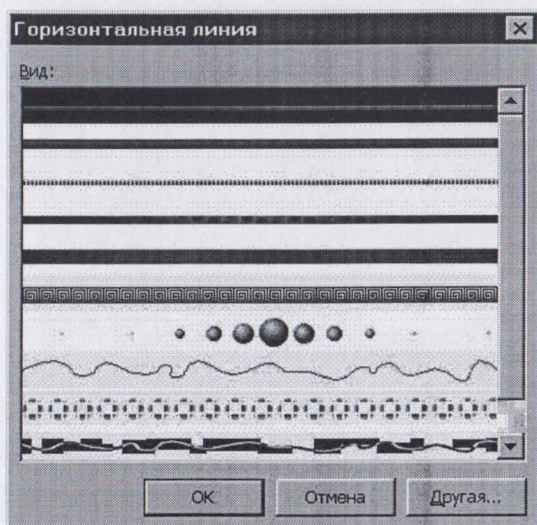 Горизонтальная линия
Вид:
OK
Отмена
Другая...